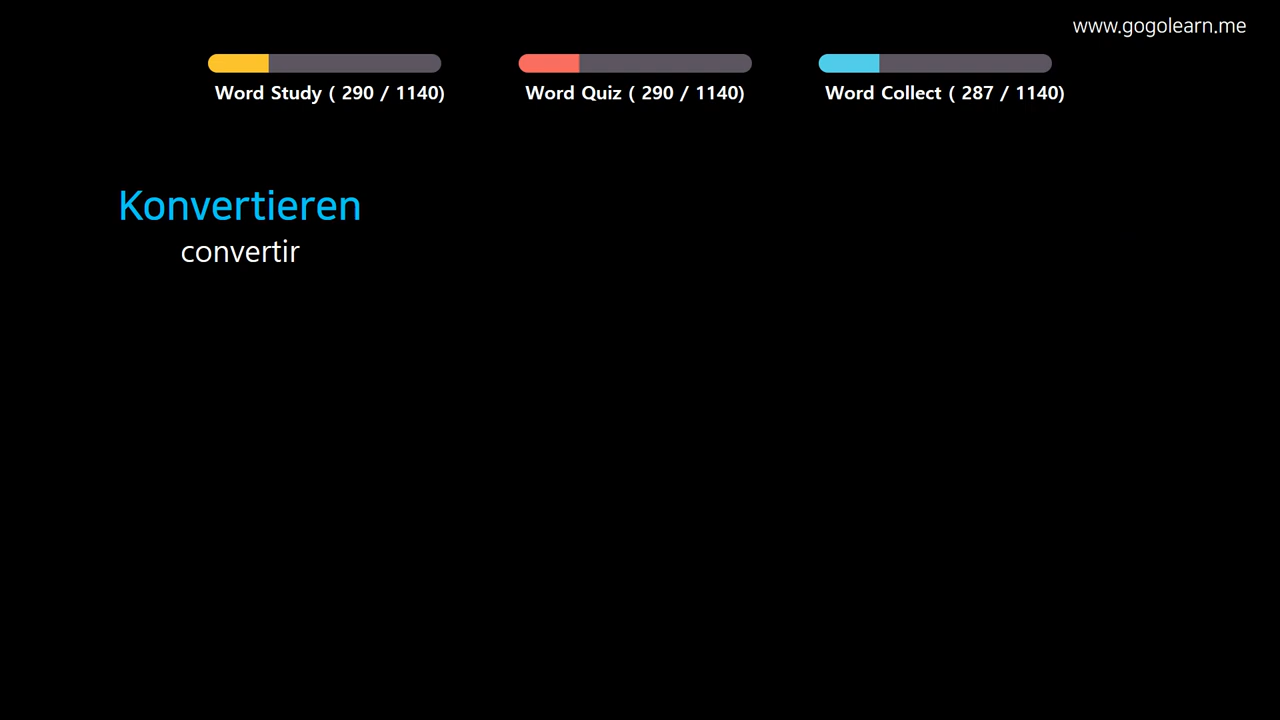 www.gogolearn.me
Word Study ( 290 / 1140)
Word Quiz ( 290 / 1140)
Word Collect ( 287 / 1140)
Konvertieren
convertir